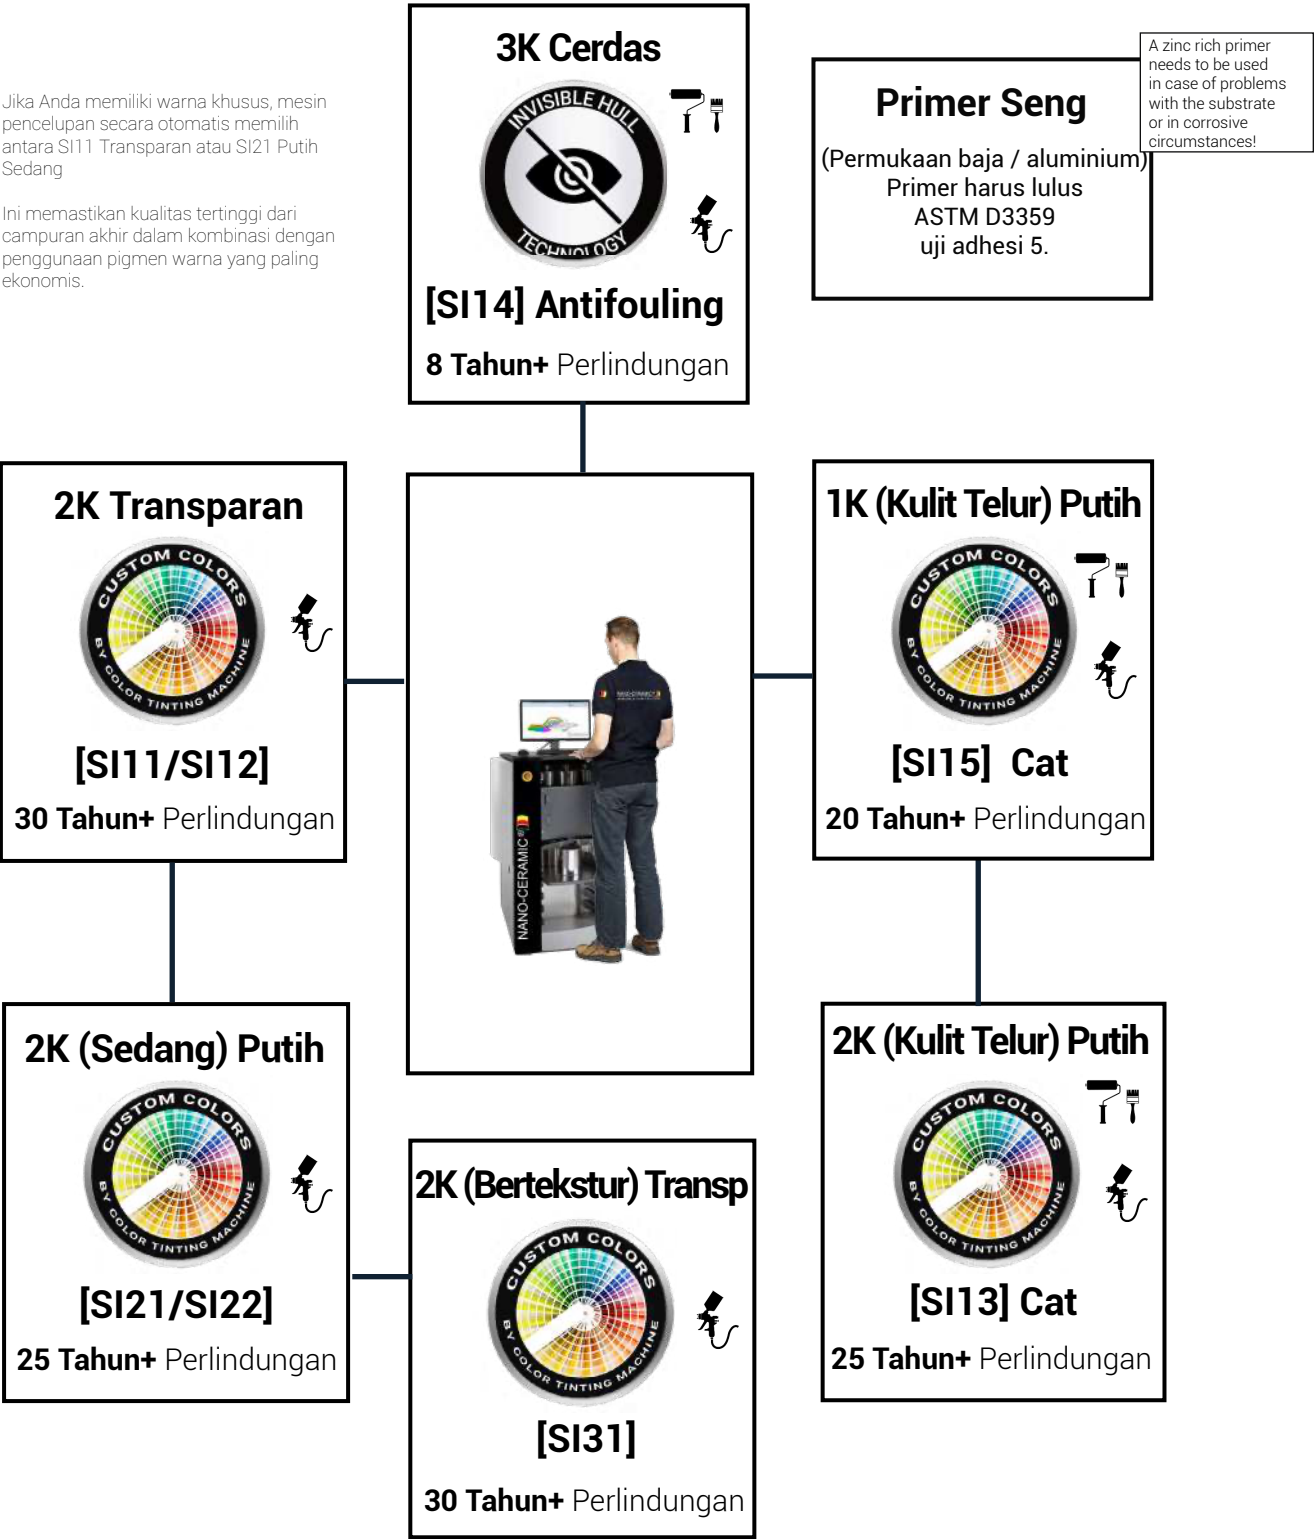 Jika Anda memiliki warna khusus, mesin
pencelupan secara otomatis memilih
antara SI11 Transparan atau SI21 Putih
Sedang
Ini memastikan kualitas tertinggi dari
campuran akhir dalam kombinasi dengan
penggunaan pigmen warna yang paling
ekonomis.
3K Cerdas
INVISIBLE HULL
TECHNOLOGY
[SI14] Antifouling
8 Tahun+ Perlindungan
Primer Seng
(Permukaan baja / aluminium)
Primer harus lulus
ASTM D3359
uji adhesi 5.
A zinc rich primer
needs to be used
in case of problems
with the substrate
or in corrosive
circumstances!
2K Transparan
CUSTOM COLORS
BY COLOR TINTING MACHINE
[SI11/SI12]
30 Tahun+ Perlindungan
NANO-CERAMIC®
NANO-CERAMIC®
1K (Kulit Telur) Putih
CUSTOM COLORS
BY COLOR TINTING MACHINE
[SI15] Cat
20 Tahun+ Perlindungan
2K (Sedang) Putih
CUSTOM COLORS
BY COLOR TINTING MACHINE
[SI21/SI22]
25 Tahun+ Perlindungan
2K (Bertekstur) Transp
CUSTOM COLORS
BY COLOR TINTING MACHINE
[SI31]
30 Tahun+ Perlindungan
2K (Kulit Telur) Putih
CUSTOM COLORS
BY COLOR TINTING MACHINE
[SI13] Cat
25 Tahun+ Perlindungan